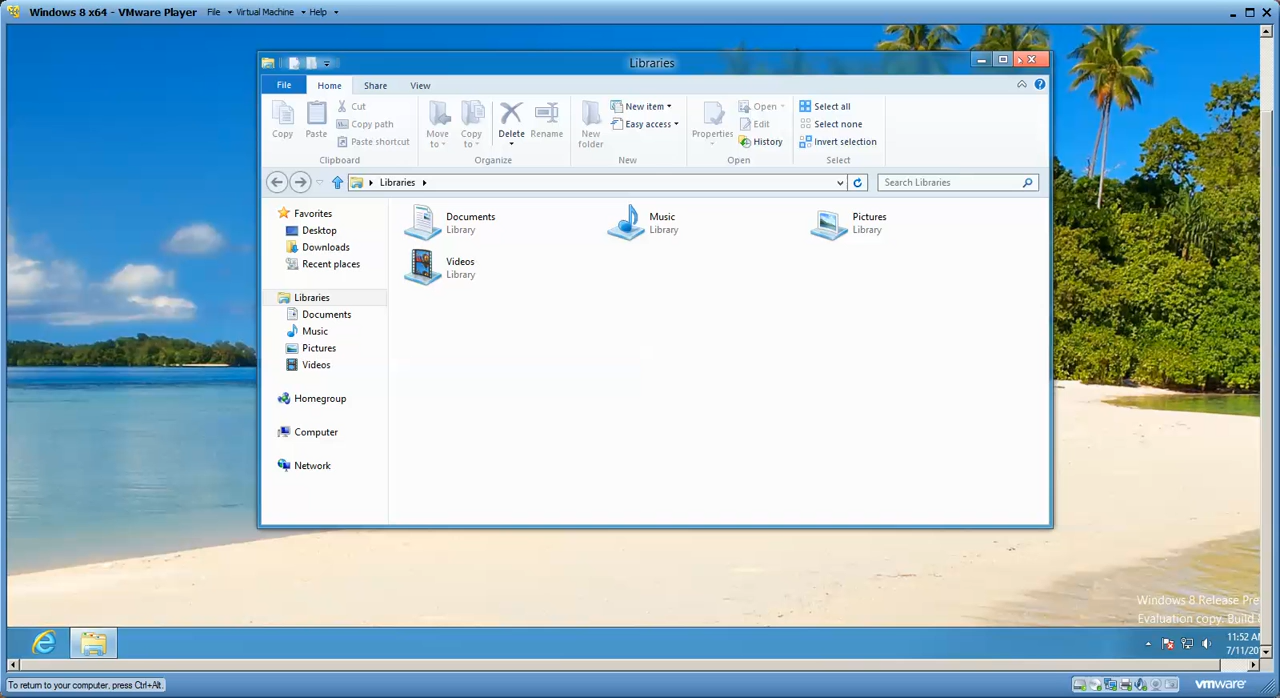 Windows 8 x64 - VMware Player File Virtual Machine Help
Libraries
File Home Share View
Copy
Paste
Cut
Copy path
Paste shortcut
Clipboard
Move to
Copy to
Delete
Rename
Organize
New folder
New item
Easy access
New
Properties
Open
Edit
History
Open
Select all
Select none
Invert selection
Select
Libraries
Search Libraries
Favorites
Desktop
Downloads
Recent places
Libraries
Documents
Music
Pictures
Videos
Homegroup
Computer
Network
Documents
Library
Music
Library
Pictures
Library
Videos
Library
Windows 8 Release Pre
Evaluation copy. Build
11:52 AM
7/11/20
To return to your computer, press Ctrl+Alt.
vmware